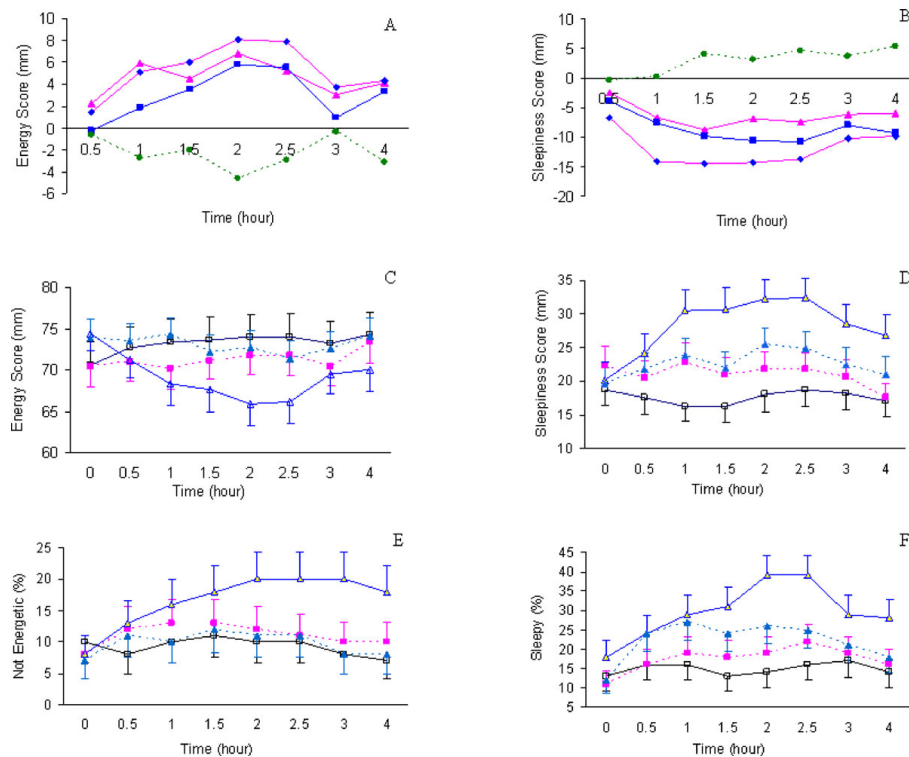 A
Energy Score (mm)
10
8
6
4
2
0
-2
-4
-6
0.5 1 1.5 2 2.5 3 4
Time (hour)
B
Sleepiness Score (mm)
10
5
0
-5
-10
-15
-20
0.5 1 1.5 2 2.5 3 4
Time (hour)
C
Energy Score (mm)
80
75
70
65
60
0 0.5 1 1.5 2 2.5 3 4
Time (hour)
D
Sleepiness Score (mm)
35
30
25
20
15
10
0 0.5 1 1.5 2 2.5 3 4
Time (hour)
E
Not Energetic (%)
25
20
15
10
5
0
0 0.5 1 1.5 2 2.5 3 4
Time (hour)
F
Sleepy (%)
45
40
35
30
25
20
15
10
5
0 0.5 1 1.5 2 2.5 3 4
Time (hour)